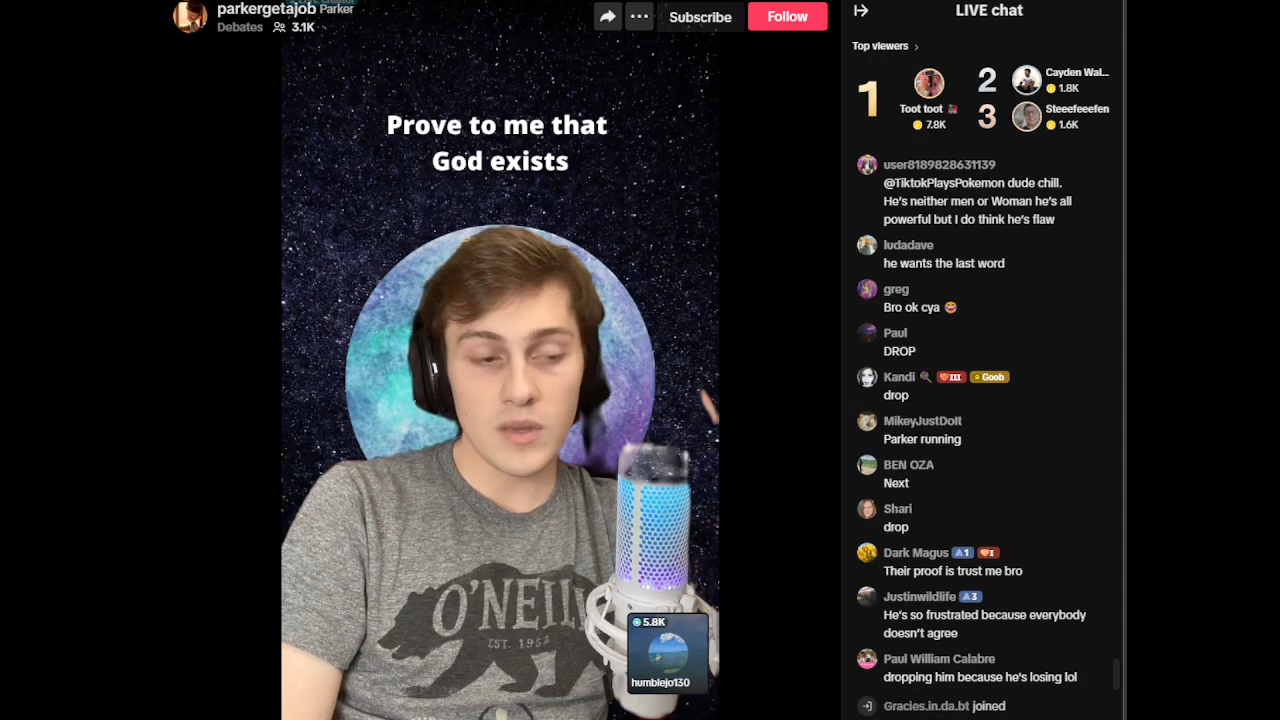 parkergetajob Parker
Debates 3.1K
Subscribe
Follow
Prove to me that
God exists
O'NEILL
EST. 1952
5.8K
humblejo130
LIVE chat
Top viewers
1
Toot toot
7.8K
2
Cayden Wal...
1.8K
3
Steeefeeefen
1.6K
user8189828631139
@TiktokPlaysPokemon dude chill.
He's neither men or Woman he's all
powerful but I do think he's flaw
ludadave
he wants the last word
greg
Bro ok cya
Paul
DROP
Kandi III Goob
drop
MikeyJustDoIt
Parker running
BEN OZA
Next
Shari
drop
Dark Magus 1 I
Their proof is trust me bro
Justinwildlife 3
He's so frustrated because everybody
doesn't agree
Paul William Calabre
dropping him because he's losing lol
Gracies.in.da.bt joined